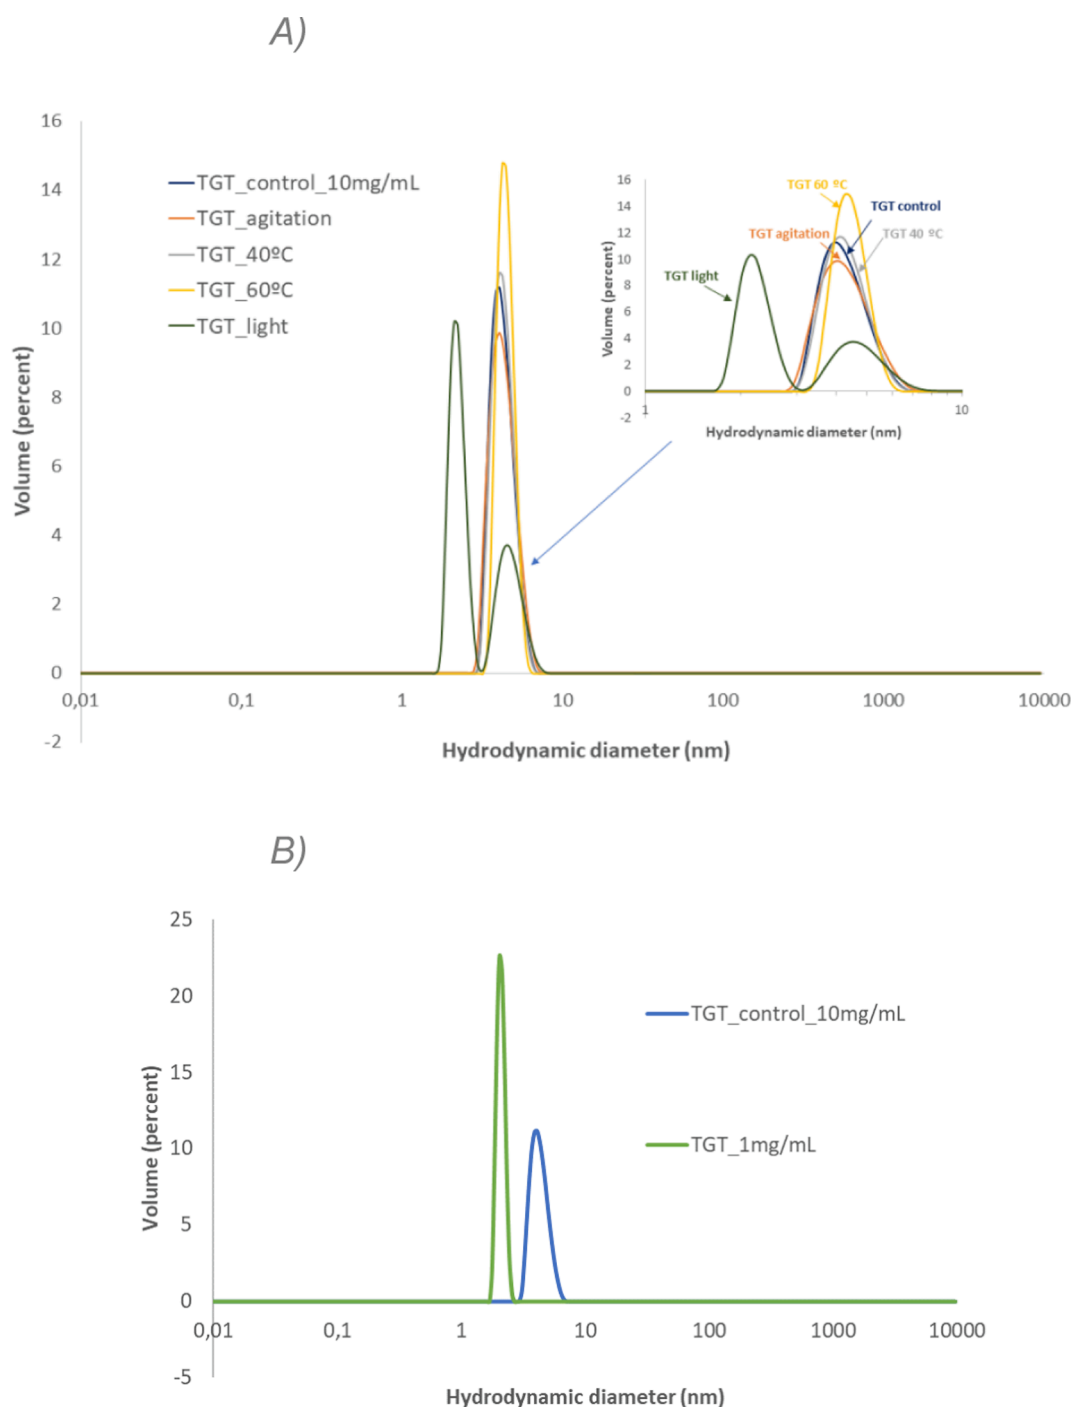 A)
16
14
12
10
8
6
4
2
0
-2
Volume (percent)
TGT_control_10mg/mL
TGT_agitation
TGT_40ºC
TGT_60ºC
TGT_light
0,01 0,1 1 10 100 1000 10000
Hydrodynamic diameter (nm)
16
14
12
10
8
6
4
2
0
-2
Volume (percent)
TGT 60 ºC
TGT control
TGT agitation
TGT 40 ºC
TGT light
1 10
Hydrodynamic diameter (nm)
B)
25
20
15
10
5
0
-5
Volume (percent)
TGT_control_10mg/mL
TGT_1mg/mL
0,01 0,1 1 10 100 1000 10000
Hydrodynamic diameter (nm)